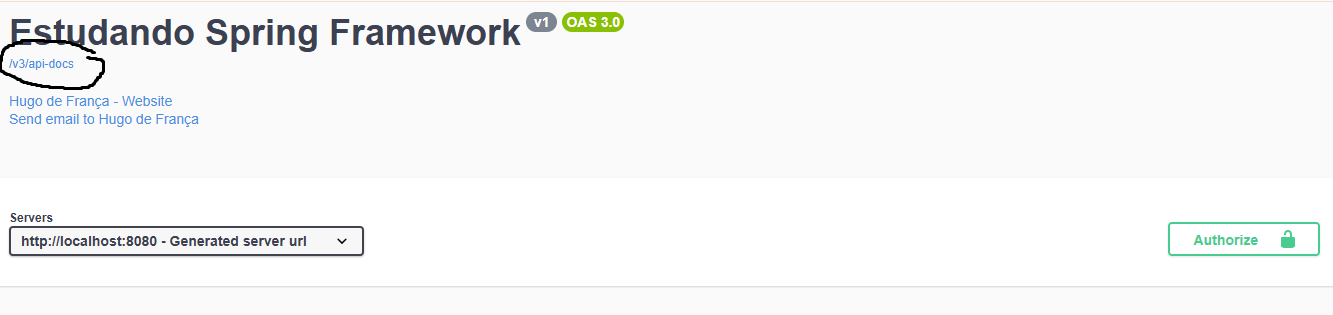 Estudando Spring Framework v1 OAS 3.0
/v3/api-docs
Hugo de França - Website
Send email to Hugo de França
Servers
http://localhost:8080 - Generated server url
Authorize